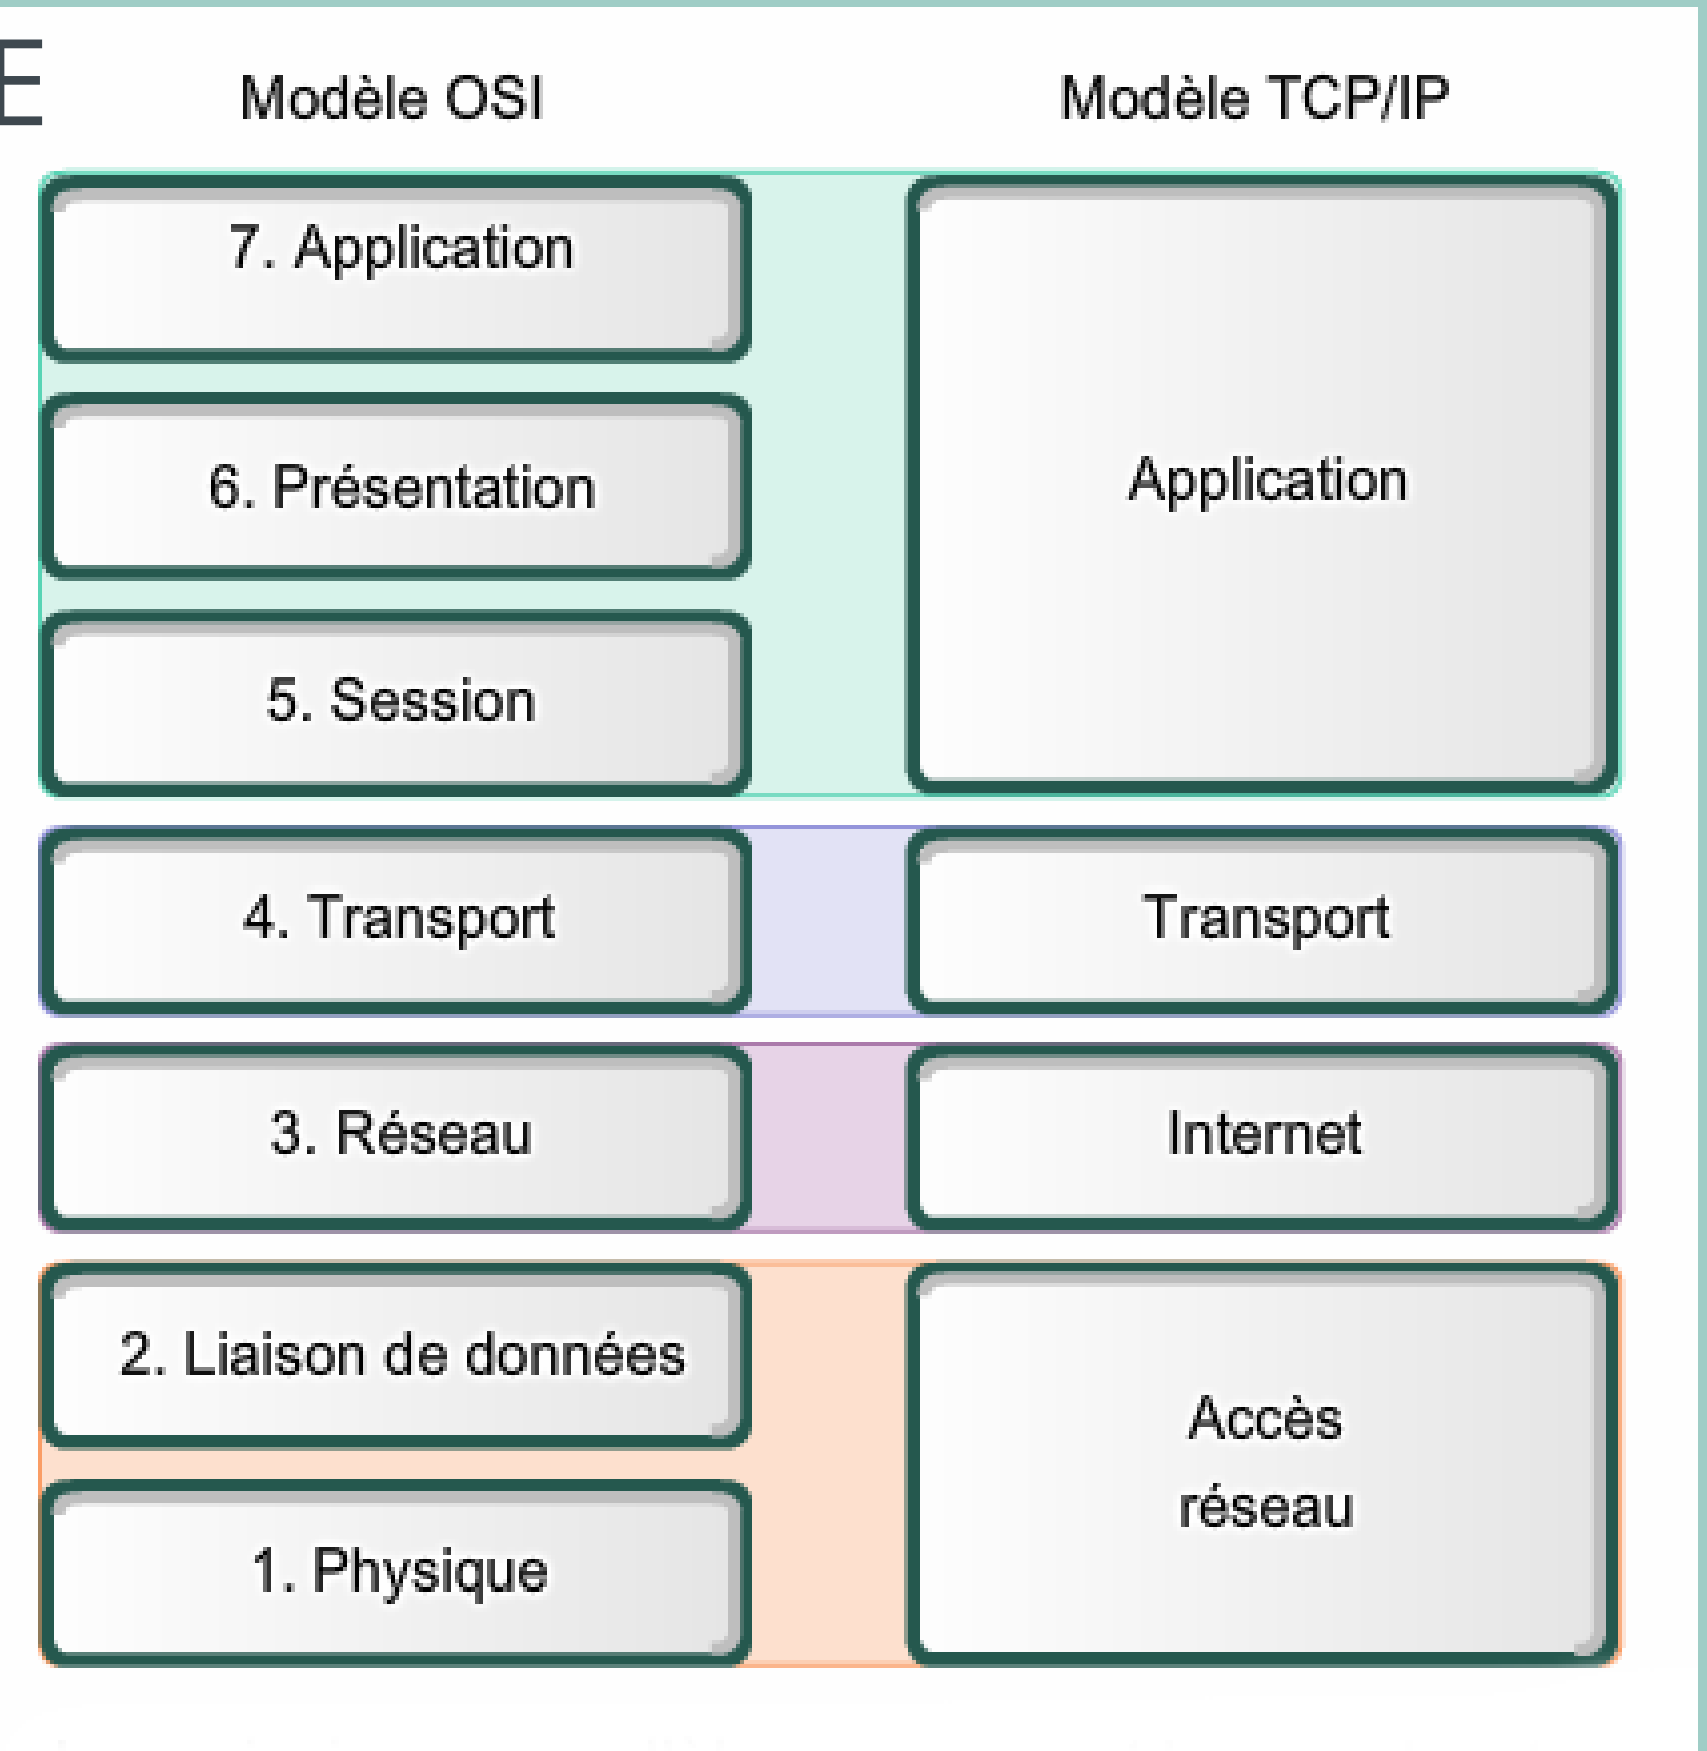 E
Modèle OSI
Modèle TCP/IP
7. Application
6. Présentation
5. Session
Application
4. Transport
Transport
3. Réseau
Internet
2. Liaison de données
1. Physique
Accès
réseau